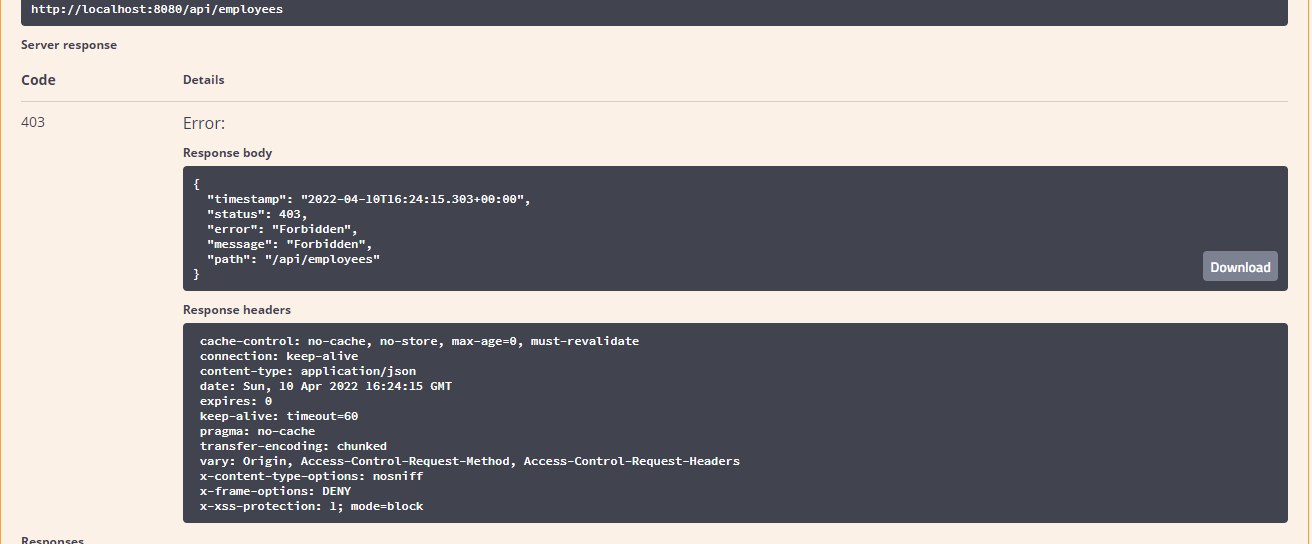 http://localhost:8080/api/employees
Server response
Code Details
403 Error:
Response body
{
  "timestamp": "2022-04-10T16:24:15.303+00:00",
  "status": 403,
  "error": "Forbidden",
  "message": "Forbidden",
  "path": "/api/employees"
}
Download
Response headers
cache-control: no-cache, no-store, max-age=0, must-revalidate
connection: keep-alive
content-type: application/json
date: Sun, 10 Apr 2022 16:24:15 GMT
expires: 0
keep-alive: timeout=60
pragma: no-cache
transfer-encoding: chunked
vary: Origin, Access-Control-Request-Method, Access-Control-Request-Headers
x-content-type-options: nosniff
x-frame-options: DENY
x-xss-protection: 1; mode=block
Responses